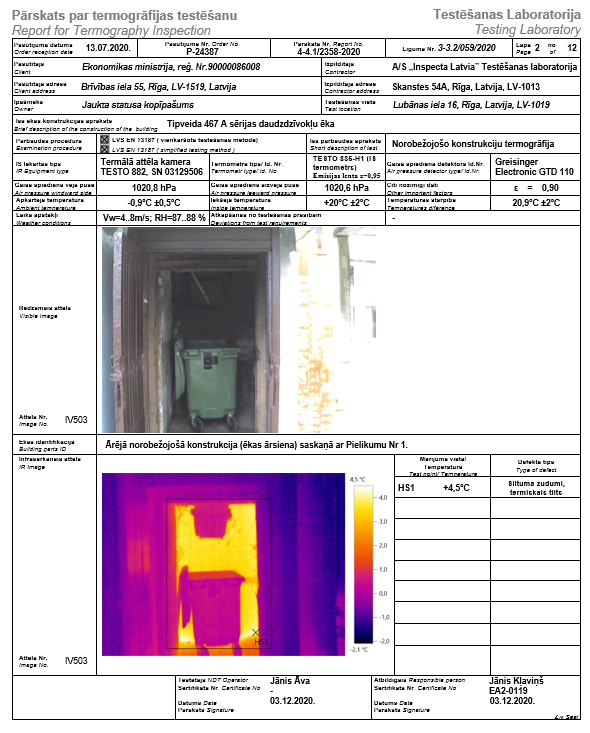 Pārskats par termogrāfijas testēšanu
Report for Termography Inspection
Testēšanas Laboratorija
Testing Laboratory
Pasūtījuma datums
Order reception date
13.07.2020.
Pasūtījuma Nr. Order No.
P-24387
Pārskata Nr. Report No.
4-4.1/2358-2020
Līguma Nr. 3-3.2/059/2020
Lapa 2 no 12
Page of
Pasūtītājs
Client
Ekonomikas ministrija, reģ. Nr.90000086008
Izpildītājs
Contractor
A/S „Inspecta Latvia” Testēšanas laboratorija
Pasūtītāja adrese
Client address
Brīvības iela 55, Rīga, LV-1519, Latvija
Izpildītāja adrese
Contractor address
Skanstes 54A, Rīga, Latvija, LV-1013
Īpašnieks
Owner
Jaukta statusa kopīpašums
Testēšanas vieta
Test location
Lubānas iela 16, Rīga, Latvija, LV-1019
Īss ēkas konstrukcijas apraksts
Brief description of the construction of the building
Tipveida 467 A sērijas daudzdzīvokļu ēka
Pārbaudes procedūra
Examination procedure
LVS EN 13187 ( vienkāršota testēšanas metode)
LVS EN 13187 ( simplified testing method )
Īss pārbaudes apraksts
Short description of test
Norobežojošo konstrukciju termogrāfija
IS iekārtas tips
IR Equipment type
Termālā attēla kamera
TESTO 882, SN 03129506
Termometra tips/ Id. Nr.
Termometr type/ Id. No
TESTO 835-H1 (IS
termometrs)
Emisijas lenta ε=0,95
Gaisa spiediena detektora Id.Nr.
Air pressure detector type/ Id.Nr.
Greisinger
Electronic GTD 1100
Gaisa spiediens vēja pusē
Air pressure windward side
1020,8 hPa
Gaisa spiediens aizvēja pusē
Air pressure leeward pressure
1020,6 hPa
Citi nozīmīgi dati
Other important factors
ε = 0,90
Apkārtējā temperatūra
Ambient temperature
-0,9°C ±0,5°C
Iekšējā temperatūra
Inside temperature
+20°C ±2°C
Temperatūras starpība
Temperatures diference
20,9°C ±2°C
Laika apstākļi
Weather conditions
Vw=4..8m/s; RH=87..88 %
Atkāpšanās no testēšanas prasībām
Deviations from test requirements
-
Redzamais attēls
Visible image
Attēla Nr.
Image No.
IV503
Ēkas identifikācija
Building parts ID
Ārējā norobežojošā konstrukcija (ēkas ārsiena) saskaņā ar Pielikumu Nr 1.
Infrasarkanais attēls
IR image
Mērījuma vieta/
Temperatūra
Test point/ Temperature
Defekta tips
Type of defect
HS1 +4,5°C
Siltuma zudumi,
termiskais tilts
4,5 °C
4,0
3,0
2,0
1,0
0,0
-1,0
-2,0
-2,1 °C
HS1
Attēla Nr.
Image No.
IV503
Testētājs NDT Operator
Jānis Āva
Sertifikāta Nr. Certificate No
-
Datums Date
03.12.2020.
Paraksts Signature
Atbildīgais Responsible person
Jānis Kļaviņš
Sertifikāta Nr. Certificate No
EA2-0119
Datums Date
03.12.2020.
Paraksts Signature
Z.v. Seal